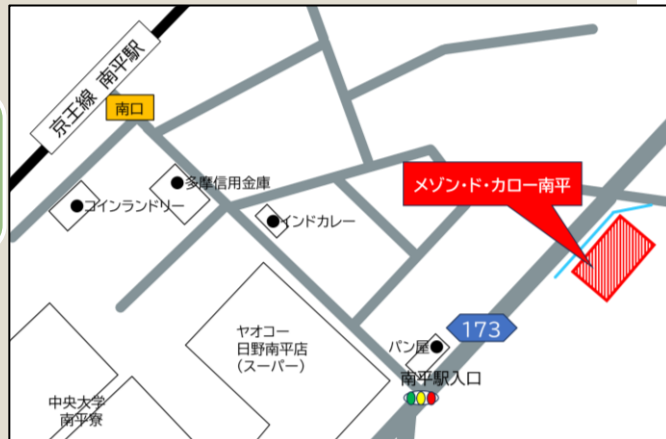 京王線 南平駅
南口
多摩信用金庫
コインランドリー
インドカレー
メゾン・ド・カロー南平
ヤオコー
日野南平店
(スーパー)
パン屋
173
南平駅入口
中央大学
南平寮